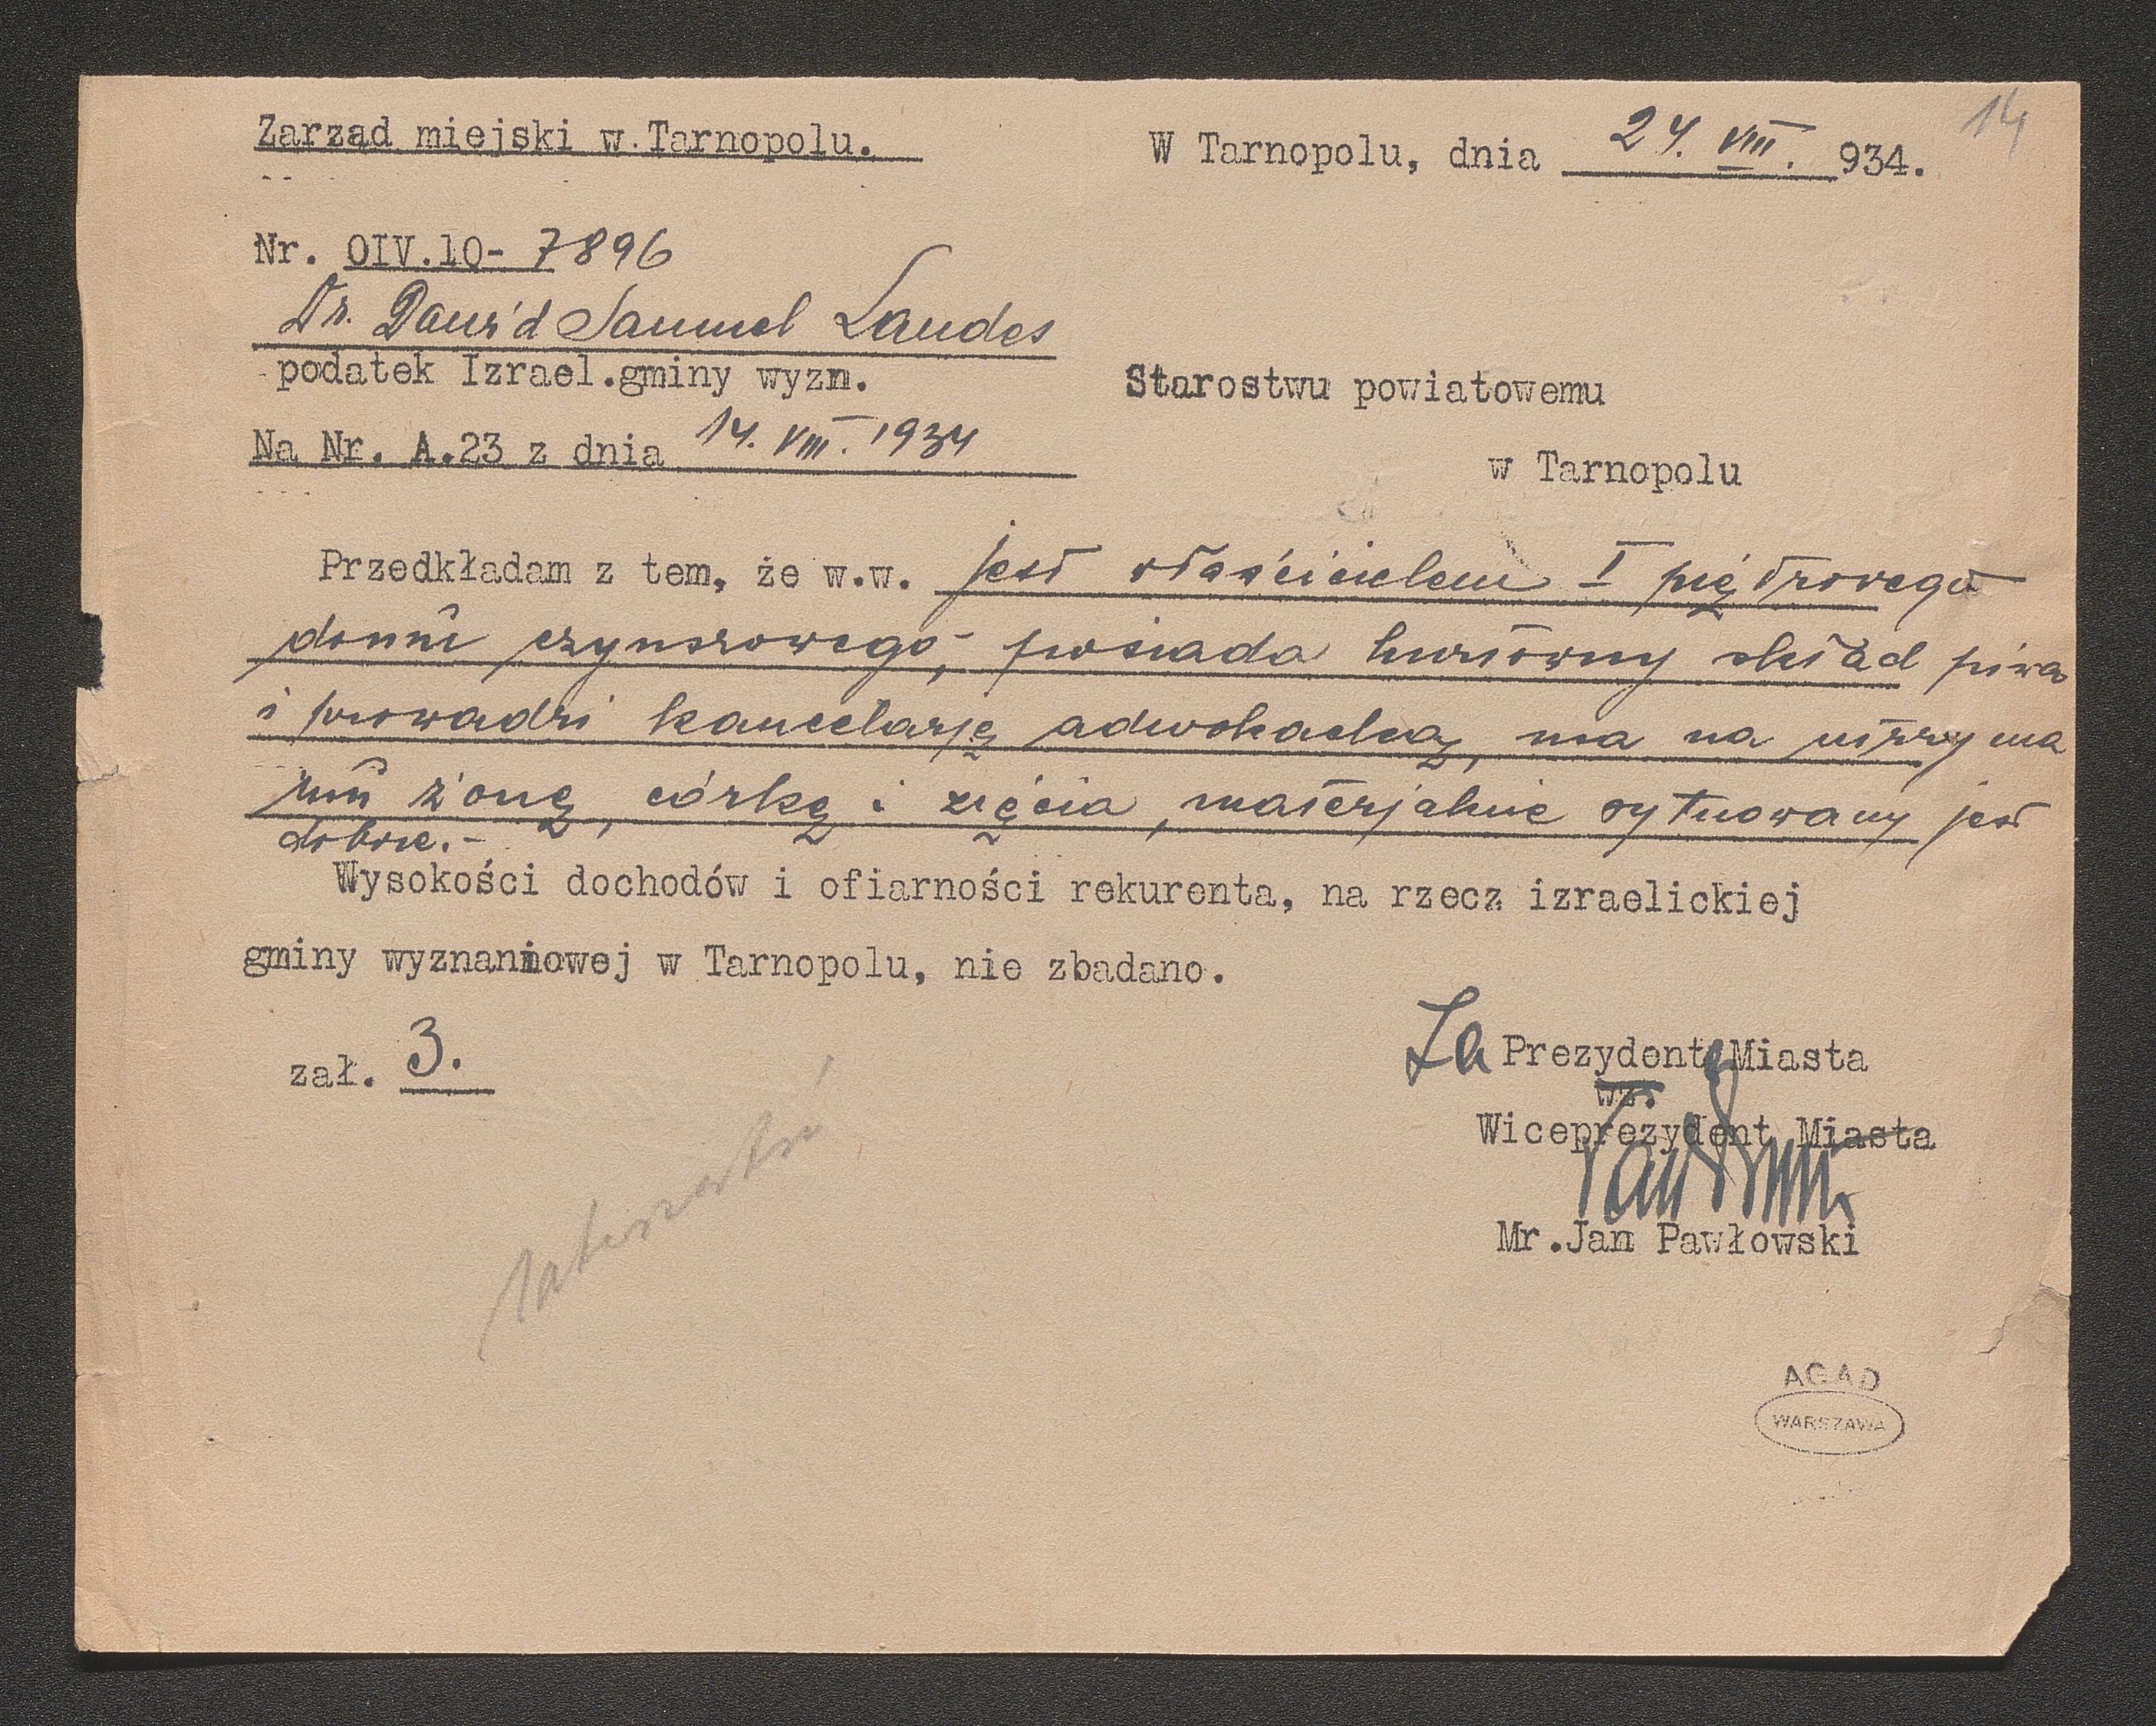 14
Zarząd miejski w Tarnopolu.
W Tarnopolu, dnia 24. VIII. 934.
Nr. OIV.10- 7896
Dr. Dawid Samuel Landes
podatek Izrael.gminy wyzn.
Starostwu powiatowemu
Na Nr. A.23 z dnia 14. VIII. 1934
w Tarnopolu
Przedkładam z tem, że w.w. jest właścicielem I piętrowego
domu czynszowego, posiada hurtowny skład piwa
i prowadzi kancelarję adwokacką, ma na utrzyma
niu żonę, córkę i zięcia, materjalnie sytuowany jest
dobrze.-
Wysokości dochodów i ofiarności rekurenta, na rzecz izraelickiej
gminy wyznaniowej w Tarnopolu, nie zbadano.
zał. 3.
Za Prezydenta Miasta
wz.
Wiceprezydent Miasta
Mr.Jan Pawłowski
AGAD
WARSZAWA